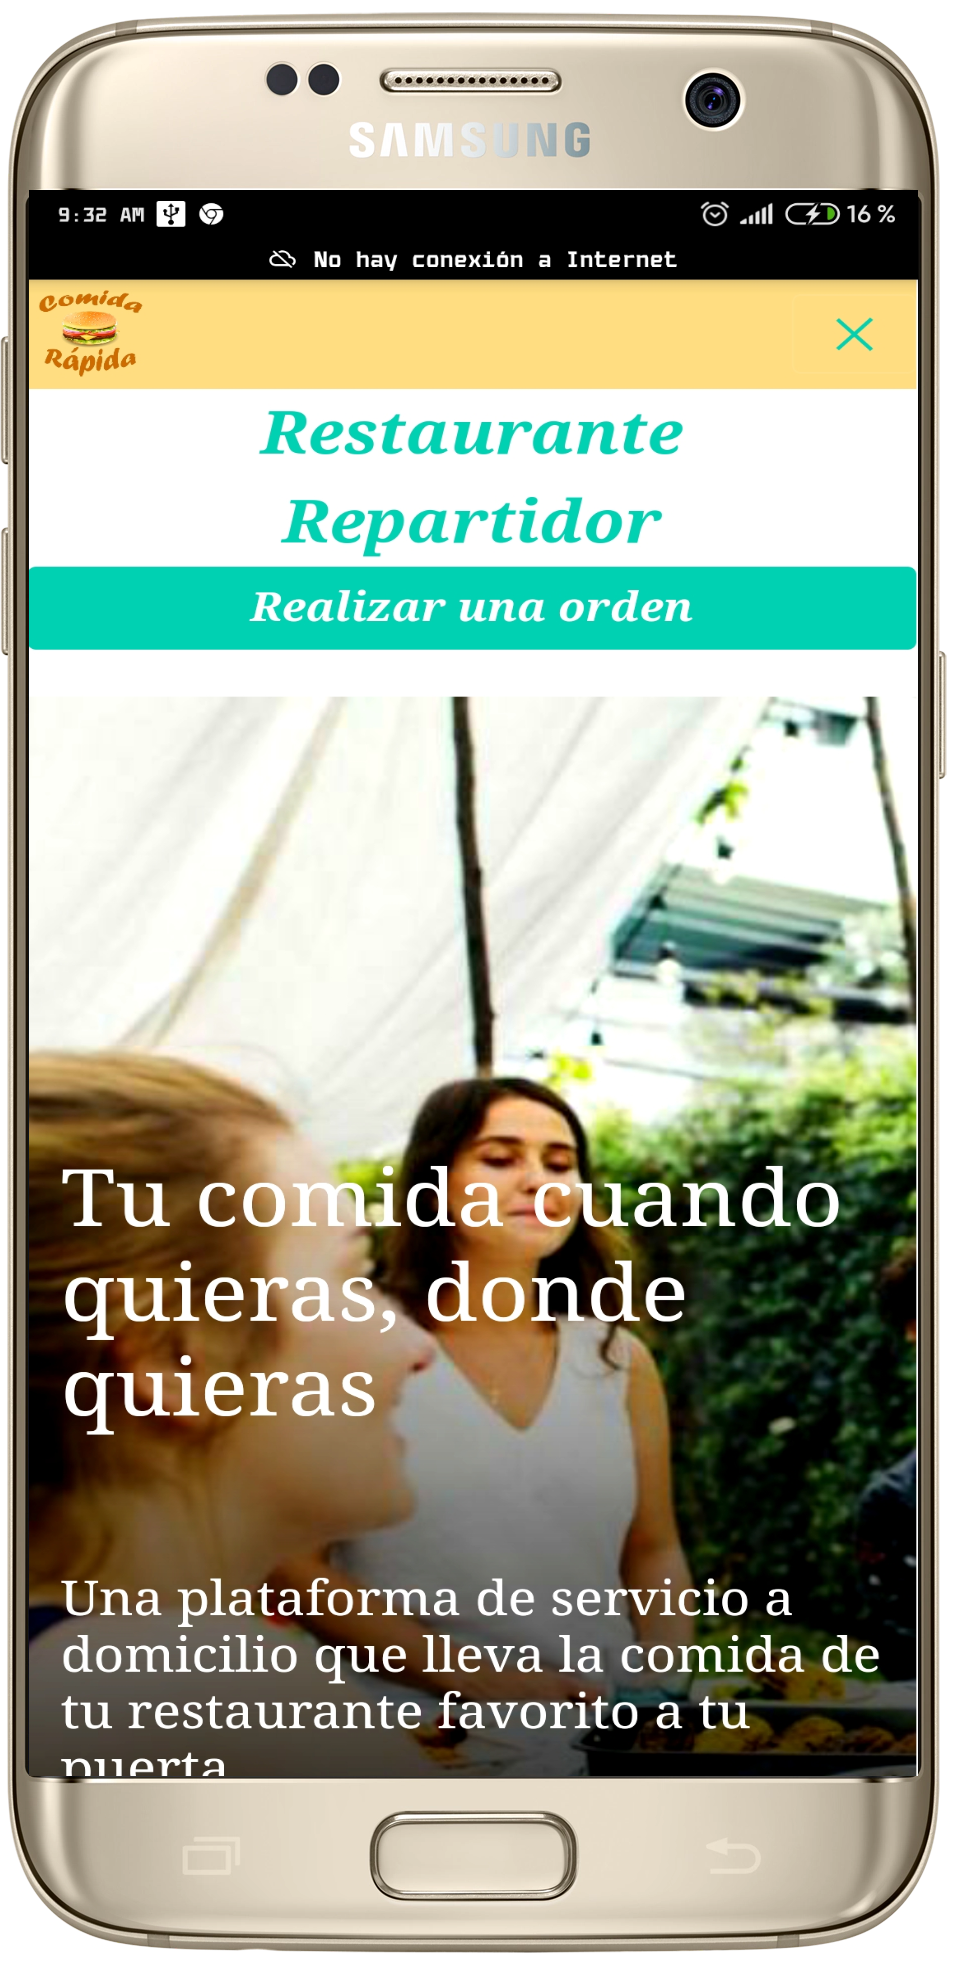 SAMSUNG
9:32 AM
16 %
No hay conexión a Internet
Comida
Rápida
Restaurante
Repartidor
Realizar una orden
Tu comida cuando
quieras, donde
quieras
Una plataforma de servicio a
domicilio que lleva la comida de
tu restaurante favorito a tu
puerta